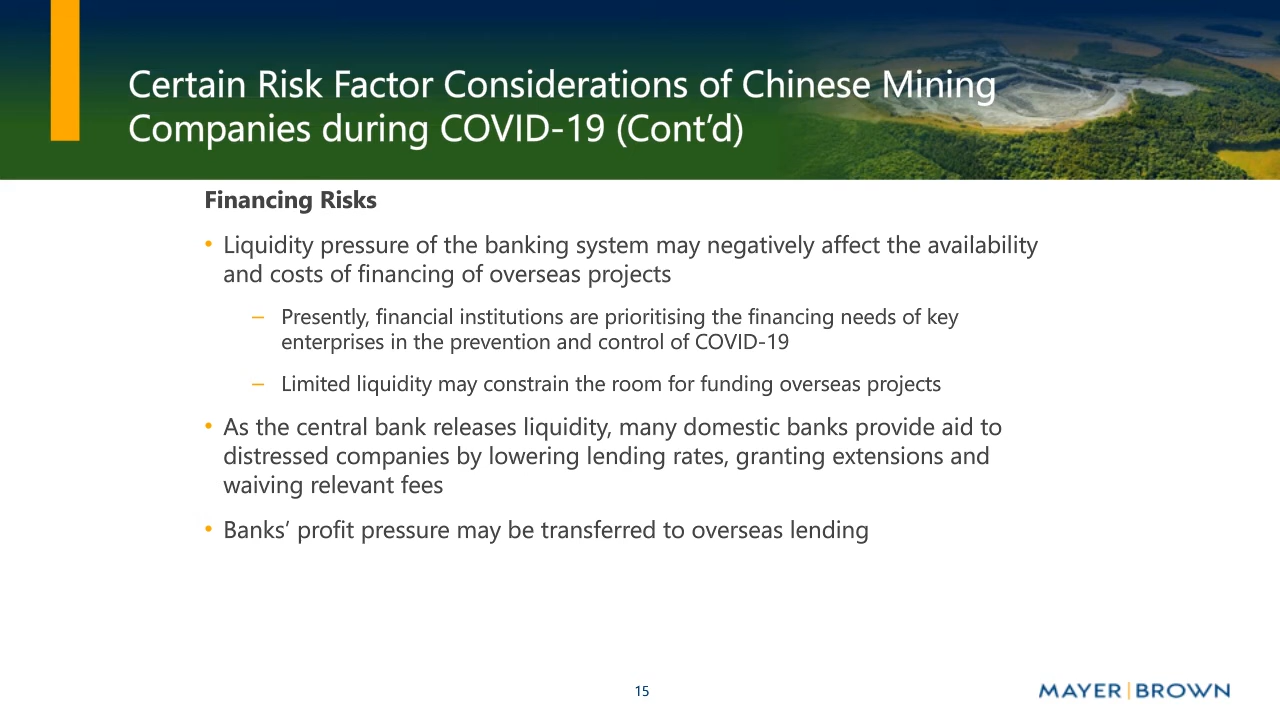 Certain Risk Factor Considerations of Chinese Mining
Companies during COVID-19 (Cont’d)
Financing Risks
• Liquidity pressure of the banking system may negatively affect the availability
and costs of financing of overseas projects
– Presently, financial institutions are prioritising the financing needs of key
enterprises in the prevention and control of COVID-19
– Limited liquidity may constrain the room for funding overseas projects
• As the central bank releases liquidity, many domestic banks provide aid to
distressed companies by lowering lending rates, granting extensions and
waiving relevant fees
• Banks’ profit pressure may be transferred to overseas lending
15
MAYER | BROWN